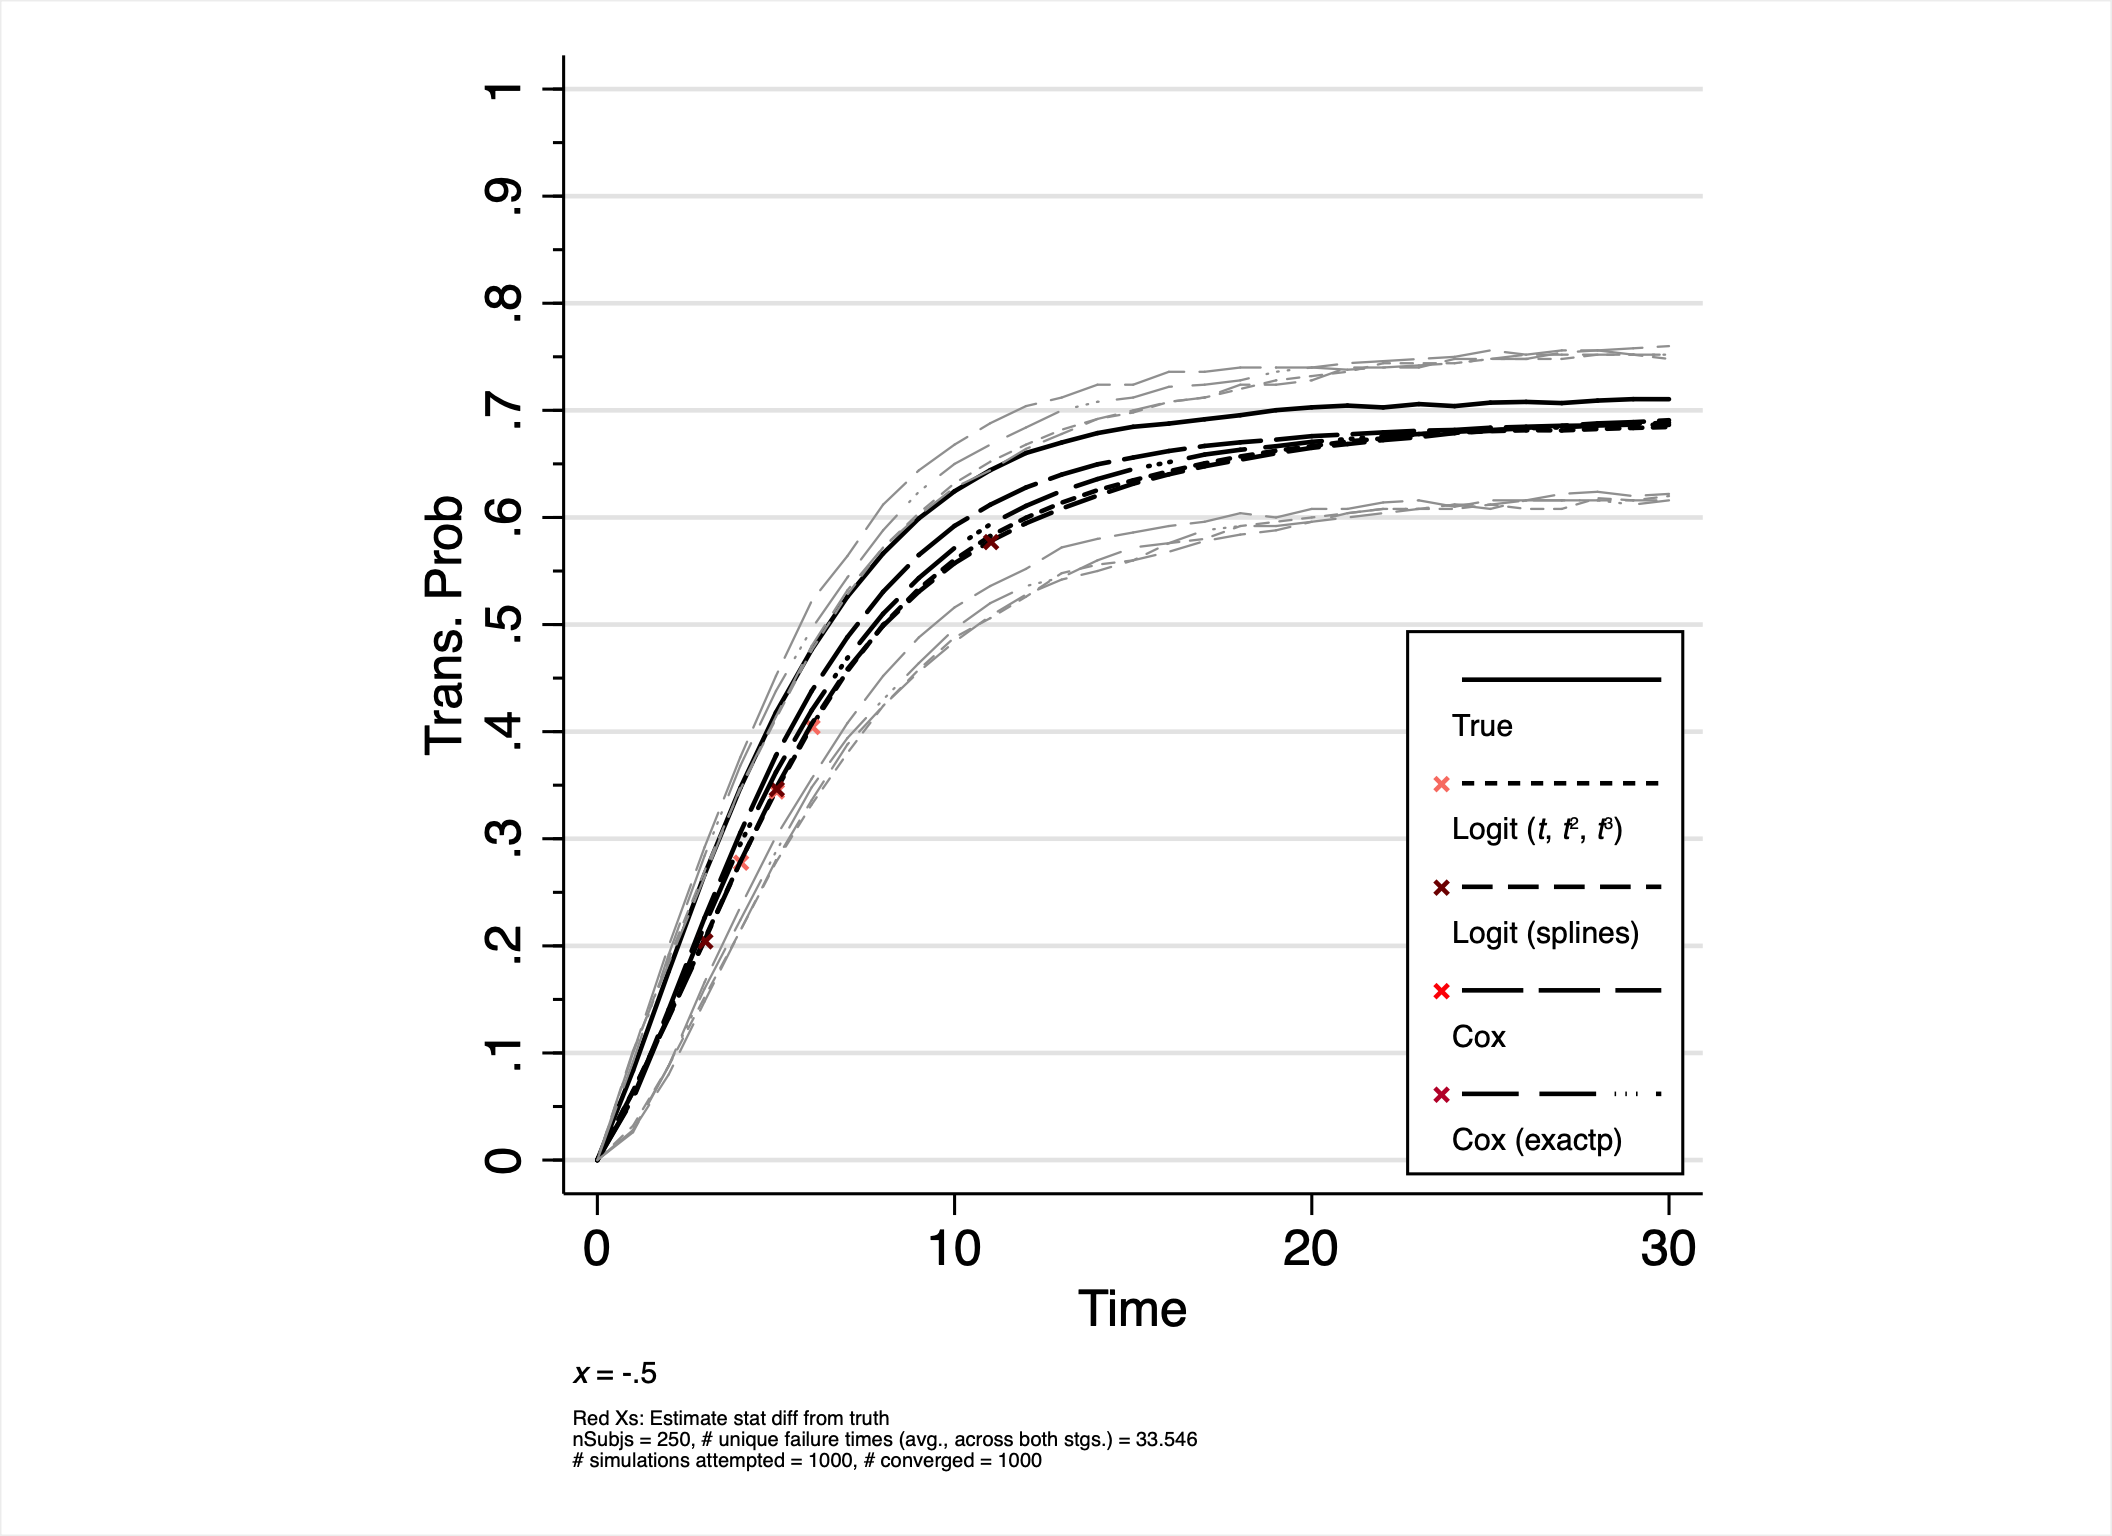 1
.9
.8
.7
.6
.5
.4
.3
.2
.1
0
Trans. Prob
0 10 20 30
Time
True
Logit (t, t², t³)
Logit (splines)
Cox
Cox (exactp)
x = -.5
Red Xs: Estimate stat diff from truth
nSubjs = 250, # unique failure times (avg., across both stgs.) = 33.546
# simulations attempted = 1000, # converged = 1000